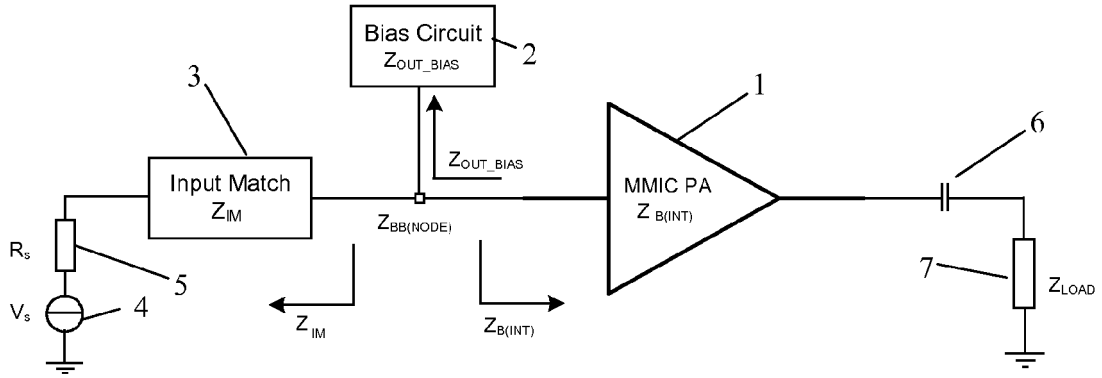 Bias Circuit
Z_OUT_BIAS
2
3
1
6
Z_OUT_BIAS
Input Match
Z_IM
MMIC PA
Z_B(INT)
Z_BB(NODE)
R_s
5
7
Z_LOAD
V_s
4
Z_IM
Z_B(INT)